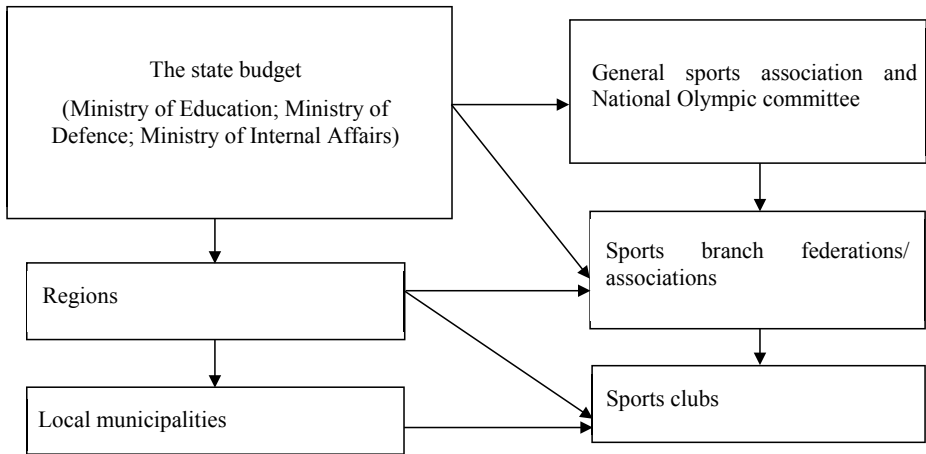 The state budget
(Ministry of Education; Ministry of
Defence; Ministry of Internal Affairs)
General sports association and
National Olympic committee
Sports branch federations/
associations
Regions
Sports clubs
Local municipalities